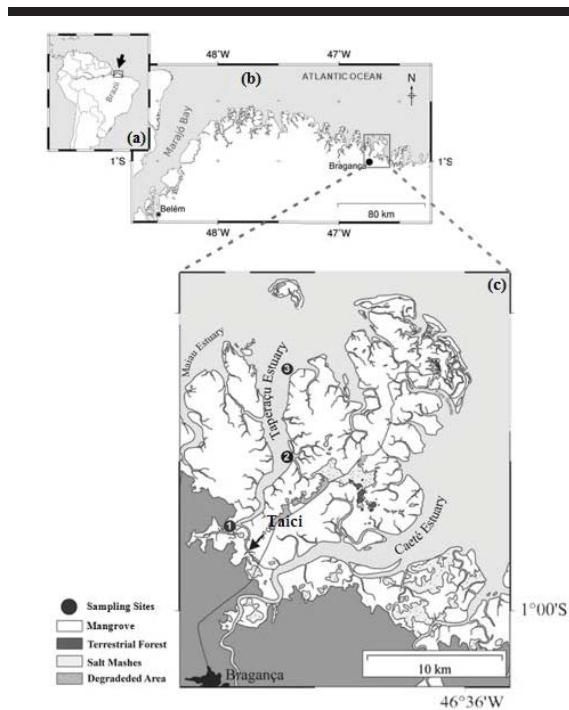 48°W
47°W
(b)
ATLANTIC OCEAN
N
(a)
Brazil
Marajó Bay
1°S
1°S
Bragança
Belém
80 km
48°W
47°W
(c)
Maiau Estuary
Taperaçu Estuary
3
2
1
Taici
Caeté Estuary
Sampling Sites
Mangrove
Terrestrial Forest
Salt Mashes
Degradeded Area
Bragança
1°00'S
10 km
46°36'W